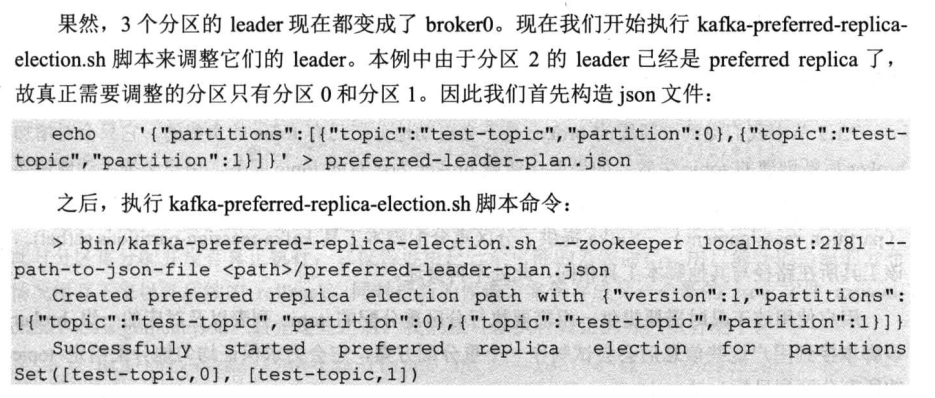 果然，3 个分区的 leader 现在都变成了 broker0。现在我们开始执行 kafka-preferred-replica-
election.sh 脚本来调整它们的 leader。本例中由于分区 2 的 leader 已经是 preferred replica 了，
故真正需要调整的分区只有分区 0 和分区 1。因此我们首先构造 json 文件：
echo '{"partitions":[{"topic":"test-topic","partition":0},{"topic":"test-
topic","partition":1}]}' > preferred-leader-plan.json
之后，执行 kafka-preferred-replica-election.sh 脚本命令：
> bin/kafka-preferred-replica-election.sh --zookeeper localhost:2181 --
path-to-json-file <path>/preferred-leader-plan.json
Created preferred replica election path with {"version":1,"partitions":
[{"topic":"test-topic","partition":0},{"topic":"test-topic","partition":1}]}
Successfully started preferred replica election for partitions
Set([test-topic,0], [test-topic,1])